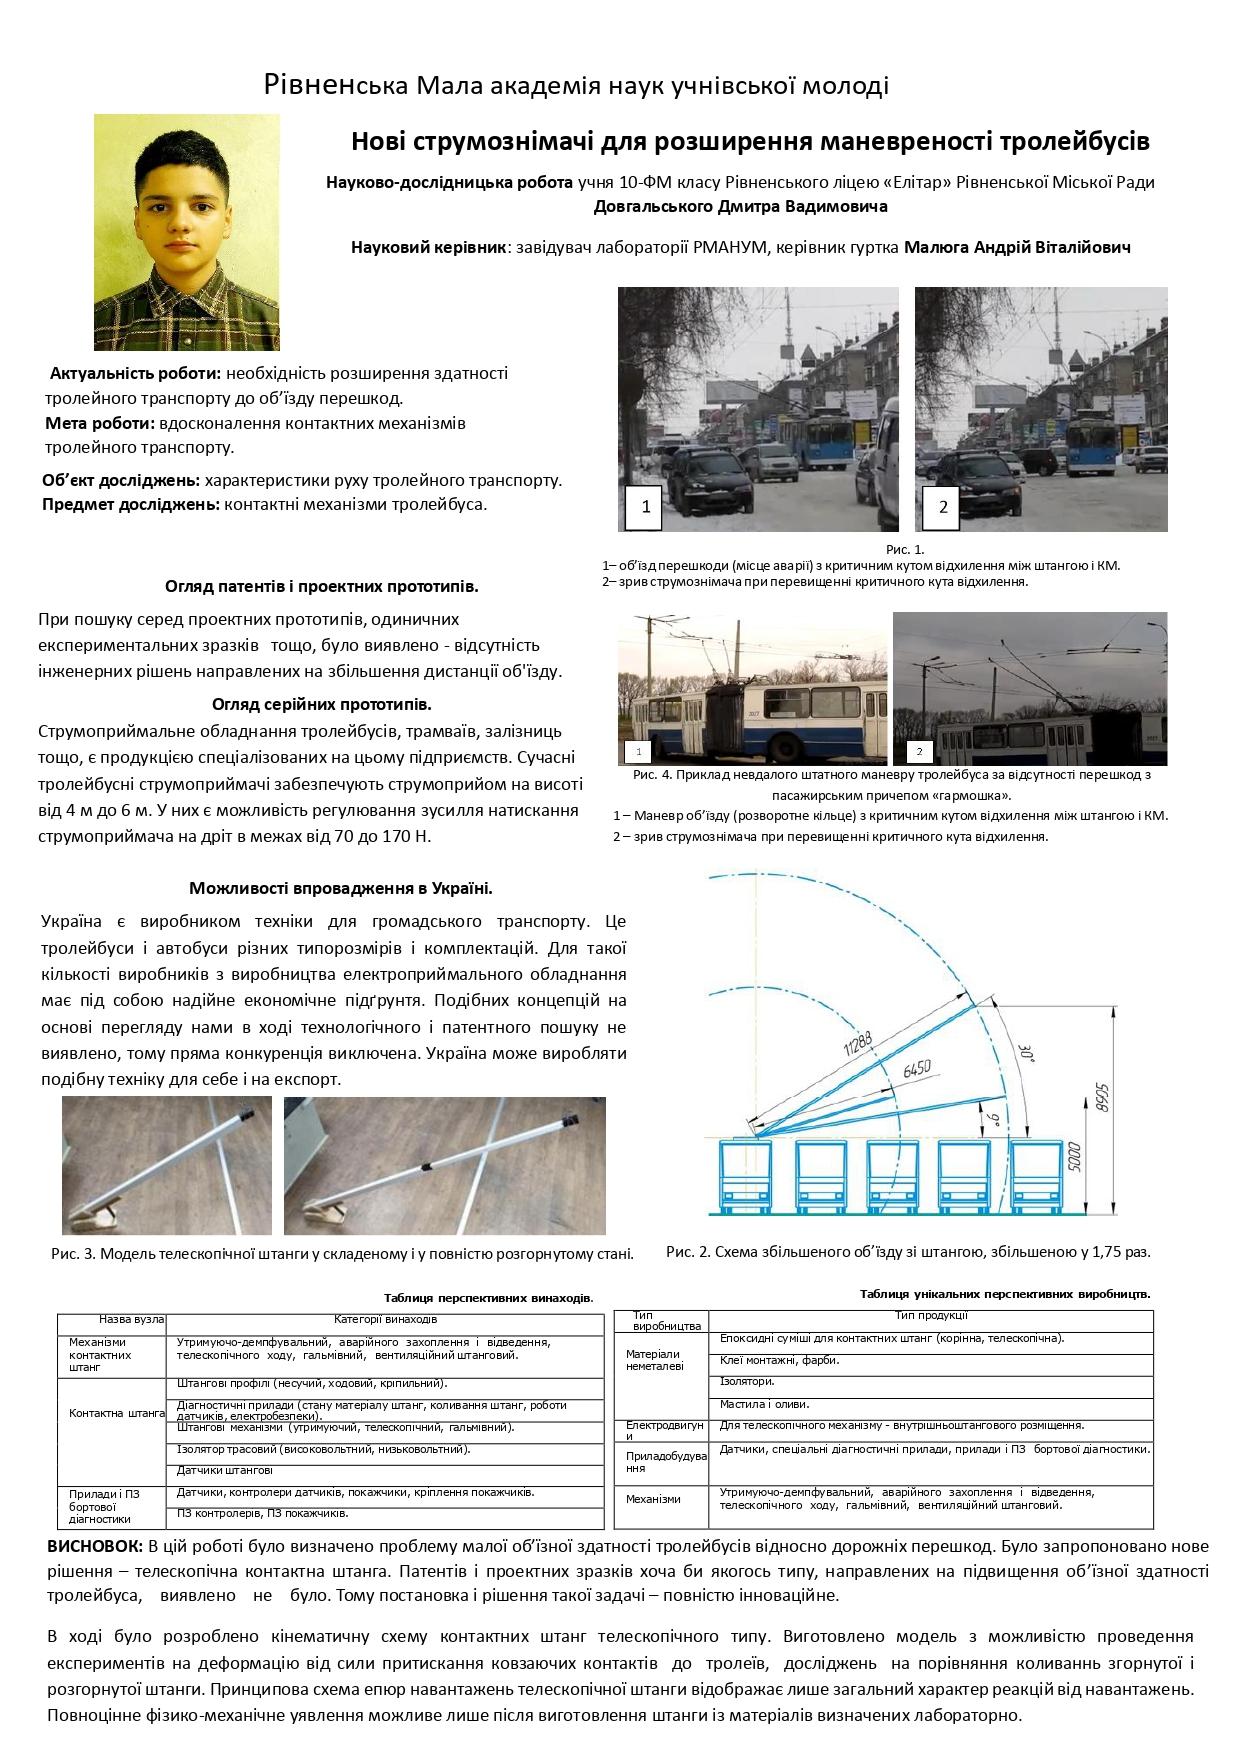 Рівненська Мала академія наук учнівської молоді
Нові струмознімачі для розширення маневреності тролейбусів
Науково-дослідницька робота учня 10-ФМ класу Рівненського ліцею «Елітар» Рівненської Міської Ради
Довгальського Дмитра Вадимовича
Науковий керівник: завідувач лабораторії РМАНУМ, керівник гуртка Малюга Андрій Віталійович
Актуальність роботи: необхідність розширення здатності
тролейного транспорту до об’їзду перешкод.
Мета роботи: вдосконалення контактних механізмів
тролейного транспорту.
Об’єкт досліджень: характеристики руху тролейного транспорту.
Предмет досліджень: контактні механізми тролейбуса.
1
2
Рис. 1.
1– об’їзд перешкоди (місце аварії) з критичним кутом відхилення між штангою і КМ.
2– зрив струмознімача при перевищенні критичного кута відхилення.
Огляд патентів і проектних прототипів.
При пошуку серед проектних прототипів, одиничних
експериментальних зразків тощо, було виявлено - відсутність
інженерних рішень направлених на збільшення дистанції об'їзду.
Огляд серійних прототипів.
Струмоприймальне обладнання тролейбусів, трамваїв, залізниць
тощо, є продукцією спеціалізованих на цьому підприємств. Сучасні
тролейбусні струмоприймачі забезпечують струмоприйом на висоті
від 4 м до 6 м. У них є можливість регулювання зусилля натискання
струмоприймача на дріт в межах від 70 до 170 Н.
1
2
Рис. 4. Приклад невдалого штатного маневру тролейбуса за відсутності перешкод з
пасажирським причепом «гармошка».
1 – Маневр об’їзду (розворотне кільце) з критичним кутом відхилення між штангою і КМ.
2 – зрив струмознімача при перевищенні критичного кута відхилення.
Можливості впровадження в Україні.
Україна є виробником техніки для громадського транспорту. Це
тролейбуси і автобуси різних типорозмірів і комплектацій. Для такої
кількості виробників з виробництва електроприймального обладнання
має під собою надійне економічне підґрунтя. Подібних концепцій на
основі перегляду нами в ході технологічного і патентного пошуку не
виявлено, тому пряма конкуренція виключена. Україна може виробляти
подібну техніку для себе і на експорт.
11288
6450
30°
9°
8505
5000
Рис. 3. Модель телескопічної штанги у складеному і у повністю розгорнутому стані.
Рис. 2. Схема збільшеного об’їзду зі штангою, збільшеною у 1,75 раз.
Таблиця перспективних винаходів.
Назва вузла Категорії винаходів
Механізми
контактних
штанг
Утримуючо-демпфувальний, аварійного захоплення і відведення,
телескопічного ходу, гальмівний, вентиляційний штанговий.
Контактна штанга
Штангові профілі (несучий, ходовий, кріпильний).
Діагностичні прилади (стану матеріалу штанг, коливання штанг, роботи
датчиків, електробезпеки).
Штангові механізми (утримуючий, телескопічний, гальмівний).
Ізолятор трасовий (високовольтний, низьковольтний).
Датчики штангові
Прилади і ПЗ
бортової
діагностики
Датчики, контролери датчиків, покажчики, кріплення покажчиків.
ПЗ контролерів, ПЗ покажчиків.
Таблиця унікальних перспективних виробництв.
Тип
виробництва
Тип продукції
Матеріали
неметалеві
Епоксидні суміші для контактних штанг (корінна, телескопічна).
Клеї монтажні, фарби.
Ізолятори.
Мастила і оливи.
Електродвигун
и
Для телескопічного механізму - внутрішньоштангового розміщення.
Приладобудува
ння
Датчики, спеціальні діагностичні прилади, прилади і ПЗ бортової діагностики.
Механізми
Утримуючо-демпфувальний, аварійного захоплення і відведення,
телескопічного ходу, гальмівний, вентиляційний штанговий.
ВИСНОВОК: В цій роботі було визначено проблему малої об’їзної здатності тролейбусів відносно дорожніх перешкод. Було запропоновано нове
рішення – телескопічна контактна штанга. Патентів і проектних зразків хоча би якогось типу, направлених на підвищення об’їзної здатності
тролейбуса, виявлено не було. Тому постановка і рішення такої задачі – повністю інноваційне.
В ході було розроблено кінематичну схему контактних штанг телескопічного типу. Виготовлено модель з можливістю проведення
експериментів на деформацію від сили притискання ковзаючих контактів до тролеїв, досліджень на порівняння коливаннь згорнутої і
розгорнутої штанги. Принципова схема епюр навантажень телескопічної штанги відображає лише загальний характер реакцій від навантажень.
Повноцінне фізико-механічне уявлення можливе лише після виготовлення штанги із матеріалів визначених лабораторно.